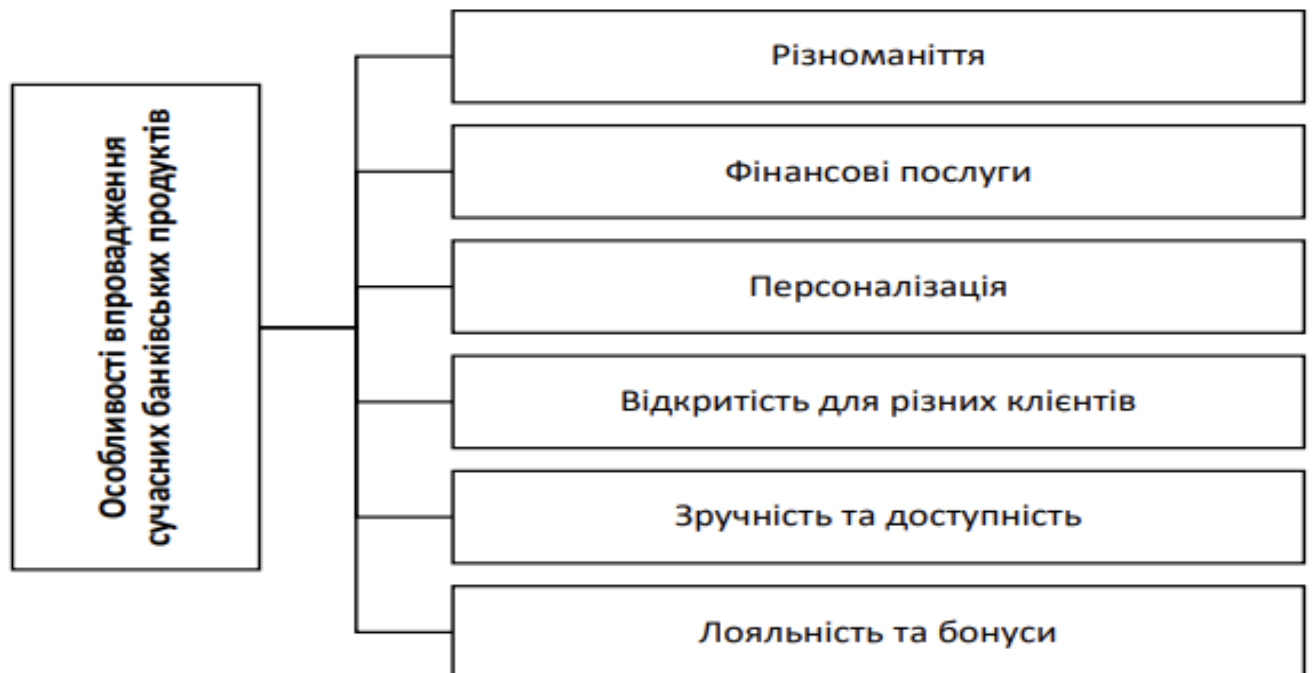 Особливості впровадження
сучасних банківських продуктів
Різноманіття
Фінансові послуги
Персоналізація
Відкритість для різних клієнтів
Зручність та доступність
Лояльність та бонуси